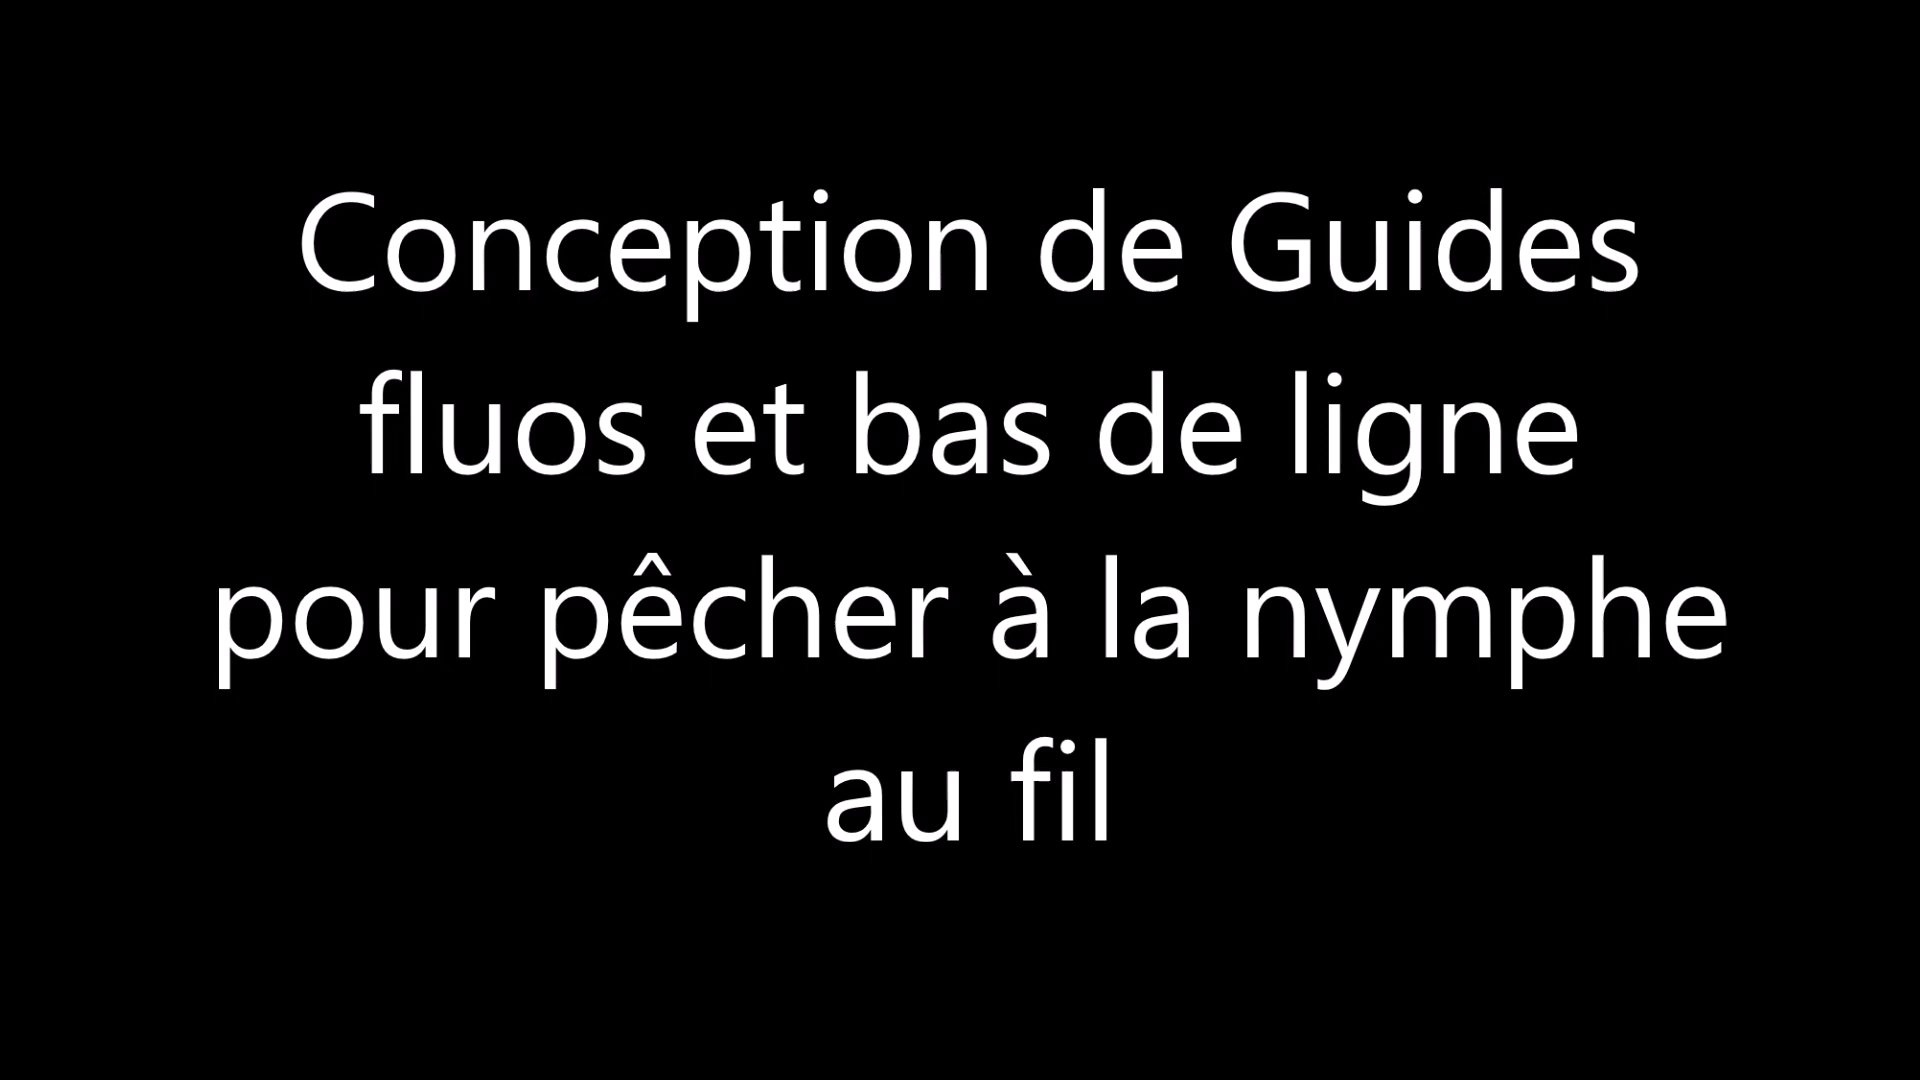 Conception de Guides
fluos et bas de ligne
pour pêcher à la nymphe
au fil